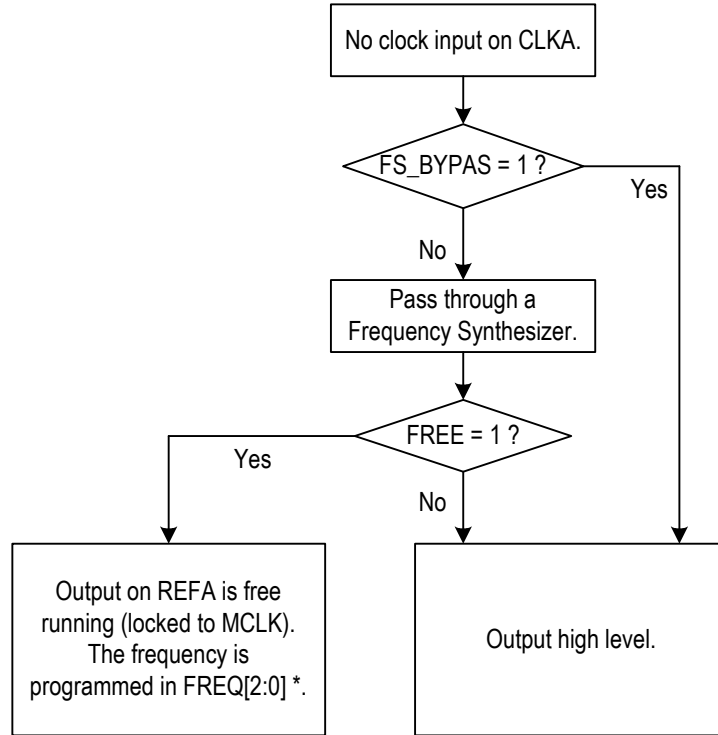 No clock input on CLKA.
FS_BYPAS = 1 ?
Yes
No
Pass through a
Frequency Synthesizer.
FREE = 1 ?
Yes
No
Output on REFA is free
running (locked to MCLK).
The frequency is
programmed in FREQ[2:0] *.
Output high level.